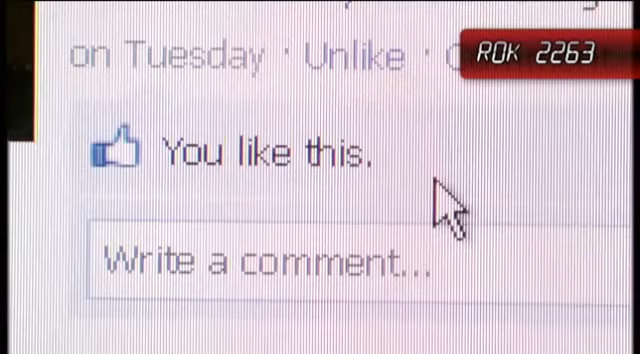 on Tuesday · Unlike ·
ROK 2263
You like this.
Write a comment...